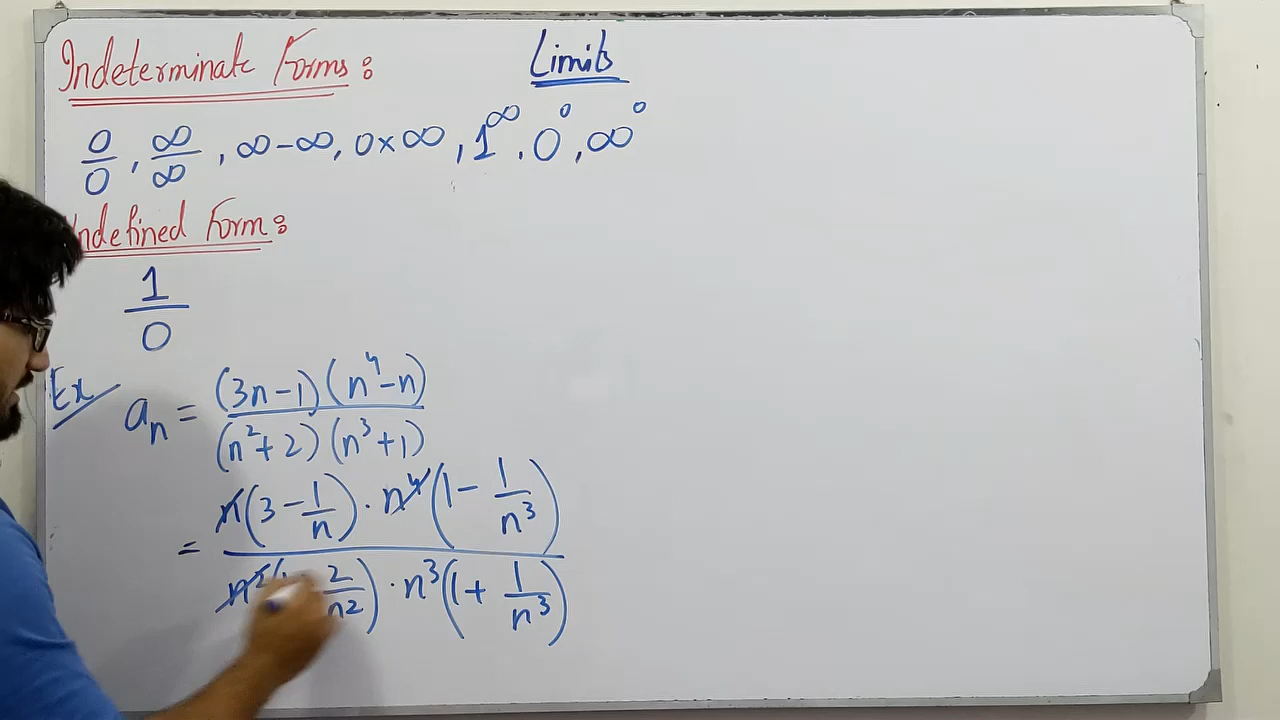 Indeterminate Forms:
Limits
0/0, ∞/∞, ∞-∞, 0×∞, 1^∞, 0^0, ∞^0
Form:
1/0
Ex a_n = (3n-1)(n^4-n) / (n^2+2)(n^3+1)
= n(3 - 1/n) · n^4(1 - 1/n^3) / n^2( 2/n^2) · n^3(1 + 1/n^3)